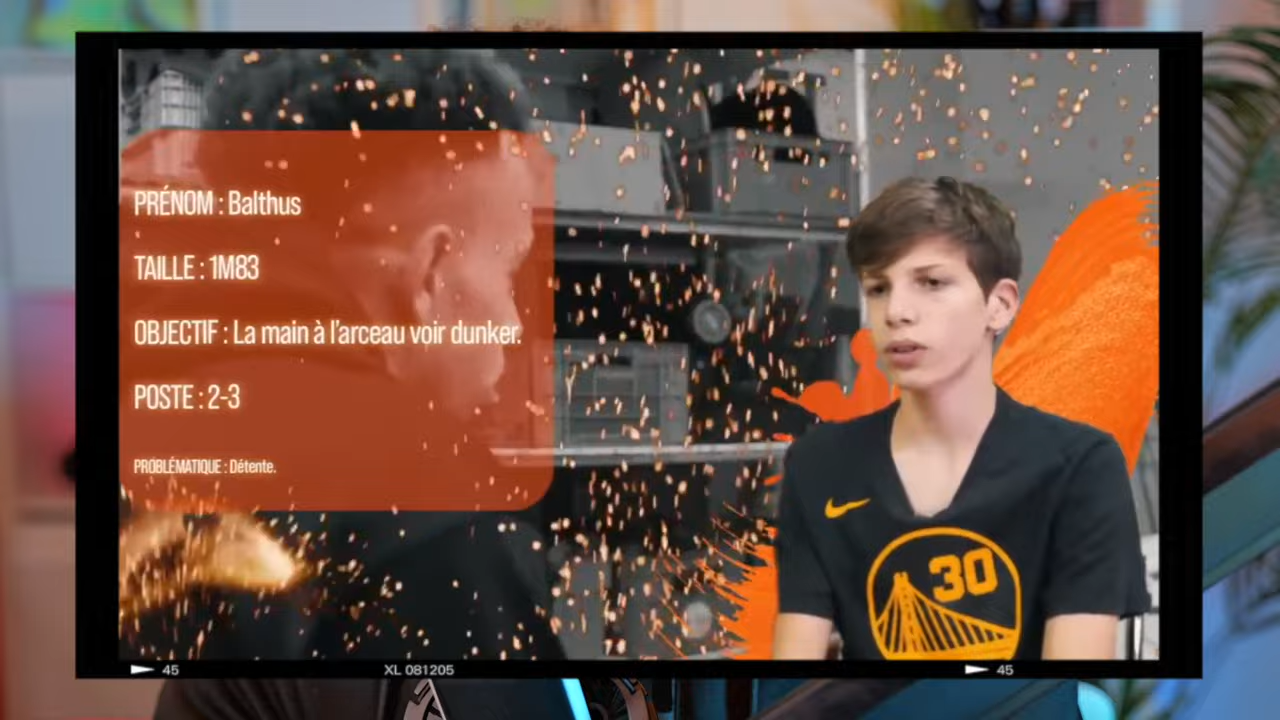 PRÉNOM : Balthus
TAILLE : 1M83
OBJECTIF : La main à l'arceau voir dunker.
POSTE : 2-3
PROBLÉMATIQUE : Détente.
30
45
XL 081205
45